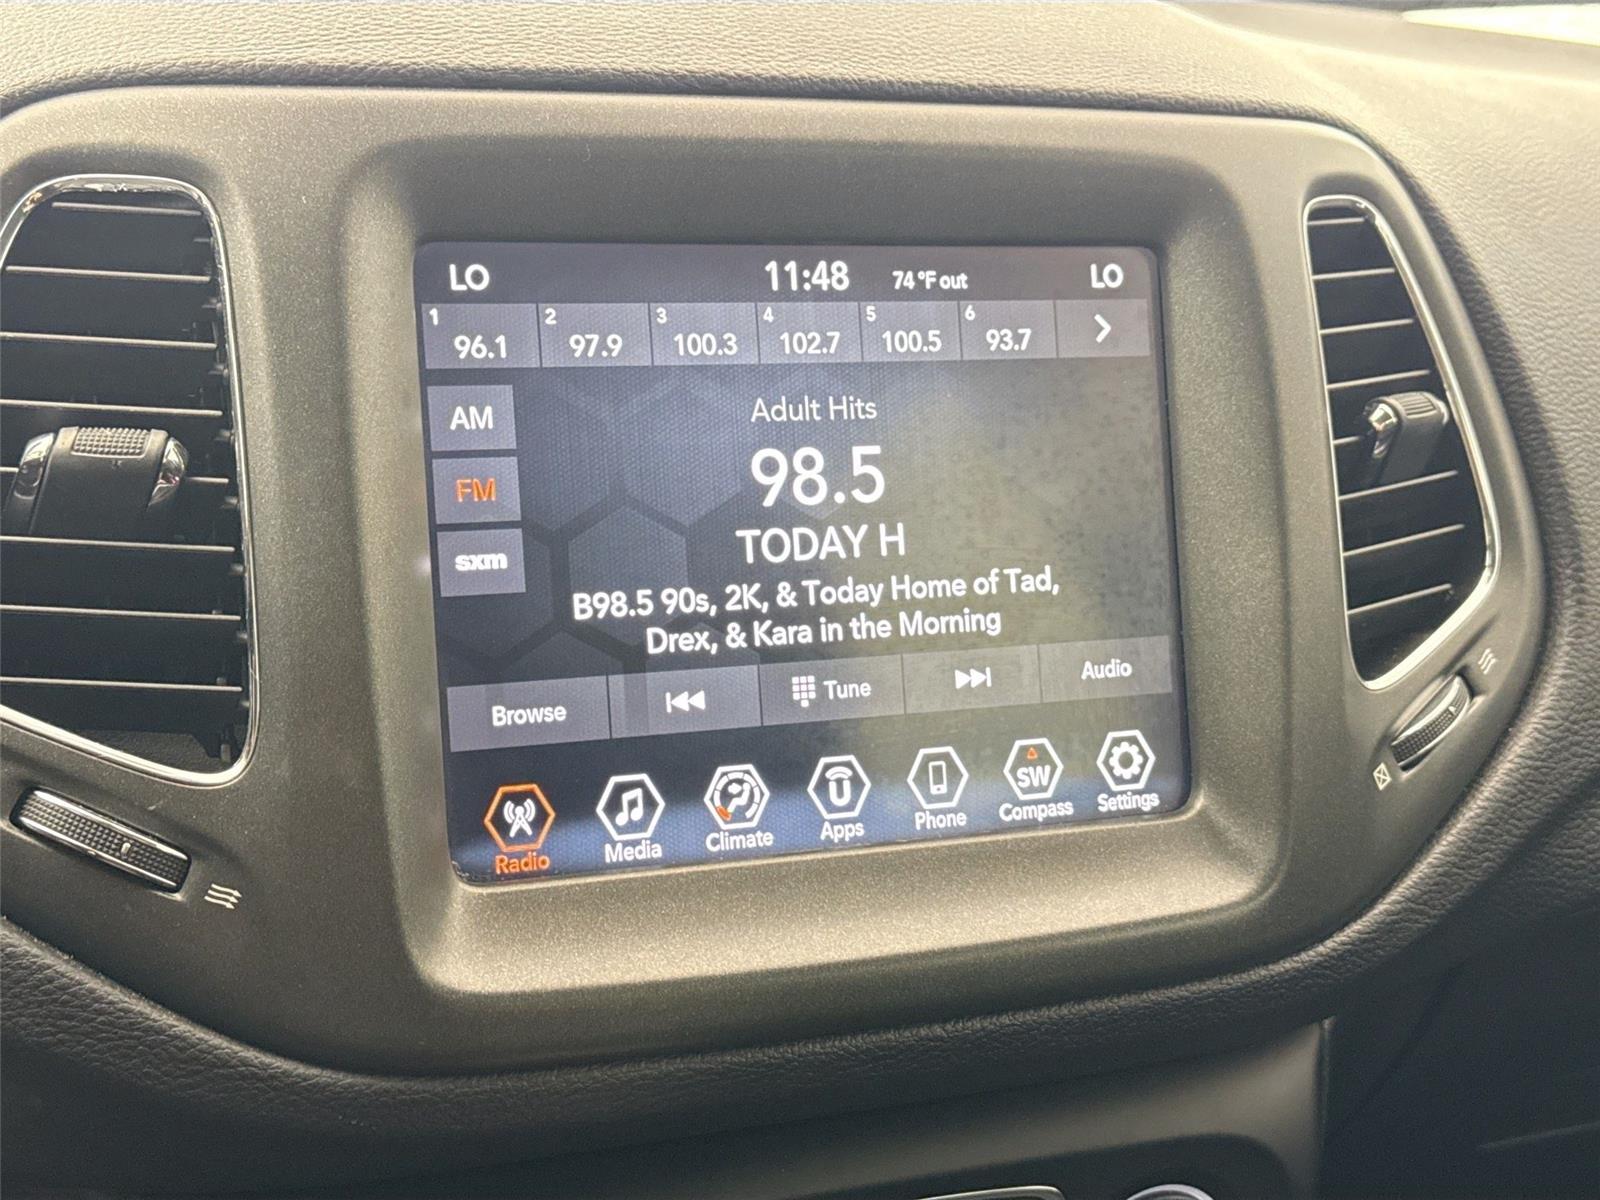 LO 11:48 74°F out LO
1 2 3 4 5 6
96.1 97.9 100.3 102.7 100.5 93.7
AM
FM
sxm
Adult Hits
98.5
TODAY H
B98.5 90s, 2K, & Today Home of Tad,
Drex, & Kara in the Morning
Browse Tune Audio
Radio Media Climate Apps Phone Compass Settings
SW